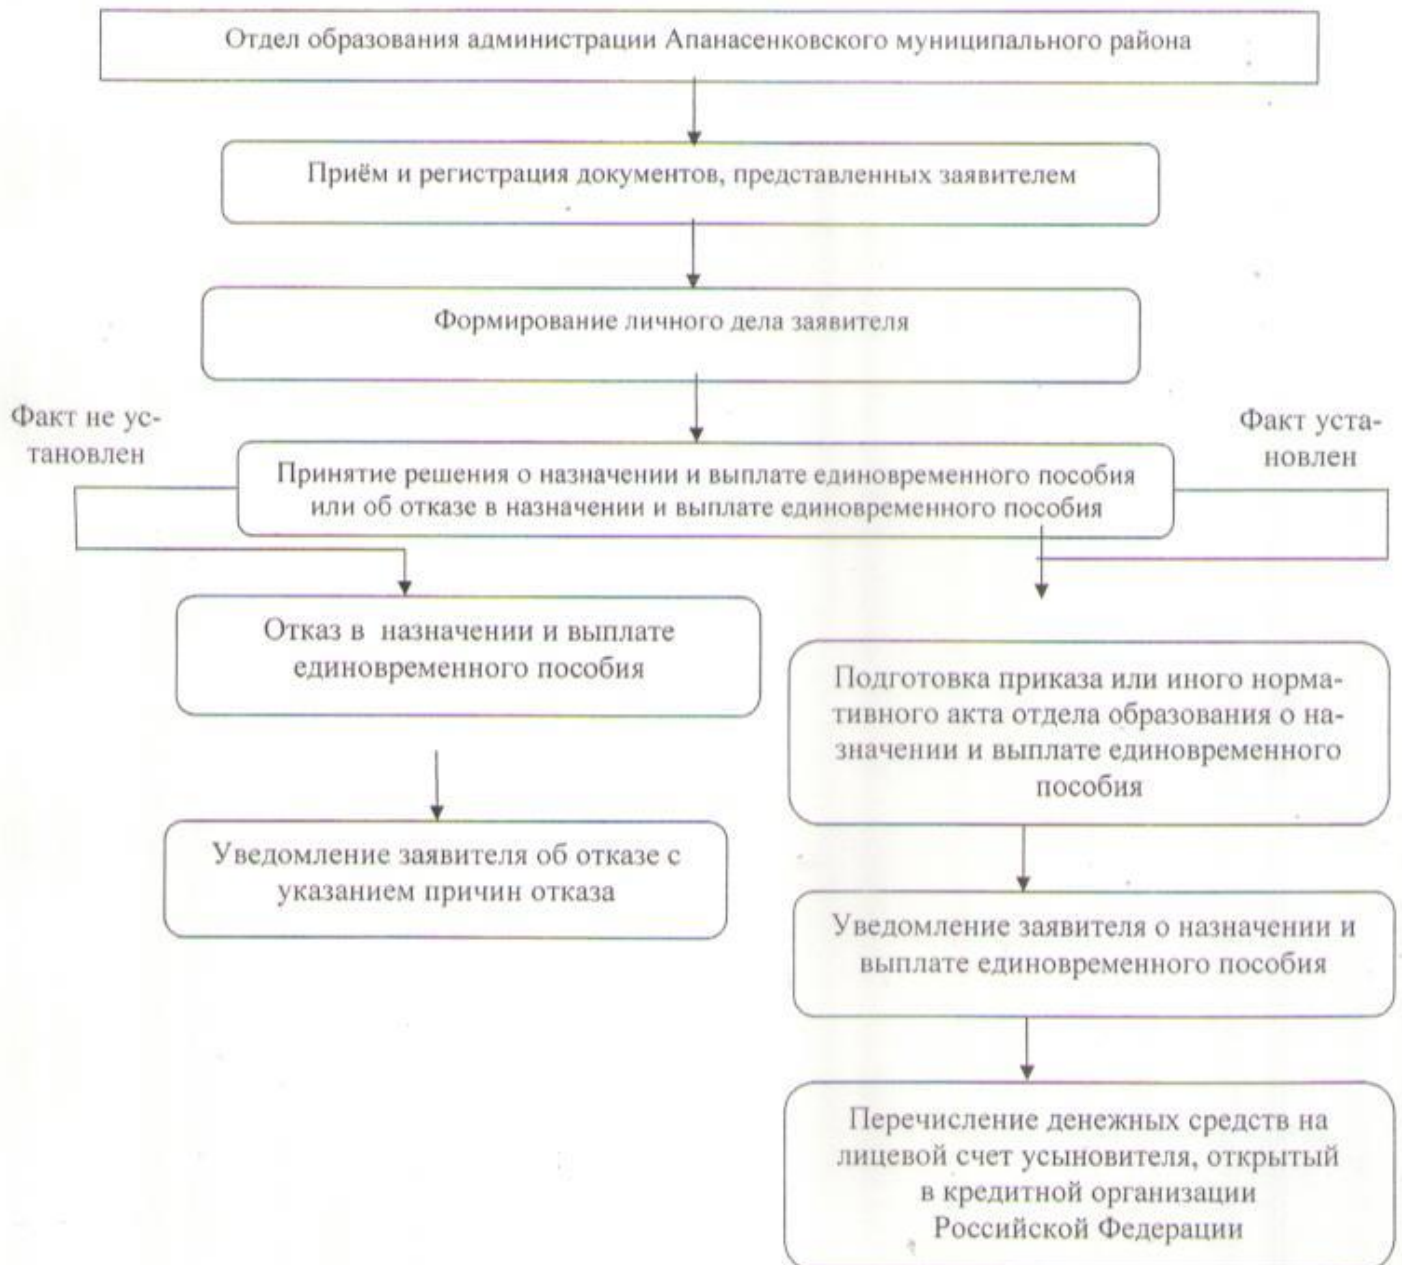 Отдел образования администрации Апанасенковского муниципального района
Приём и регистрация документов, представленных заявителем
Формирование личного дела заявителя
Факт не ус-
тановлен
Факт уста-
новлен
Принятие решения о назначении и выплате единовременного пособия
или об отказе в назначении и выплате единовременного пособия
Отказ в назначении и выплате
единовременного пособия
Уведомление заявителя об отказе с
указанием причин отказа
Подготовка приказа или иного норма-
тивного акта отдела образования о на-
значении и выплате единовременного
пособия
Уведомление заявителя о назначении и
выплате единовременного пособия
Перечисление денежных средств на
лицевой счет усыновителя, открытый
в кредитной организации
Российской Федерации